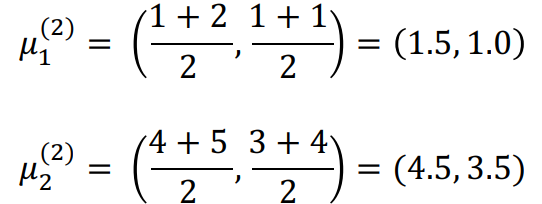 μ₁⁽²⁾ = ((1 + 2)/2, (1 + 1)/2) = (1.5, 1.0)
μ₂⁽²⁾ = ((4 + 5)/2, (3 + 4)/2) = (4.5, 3.5)